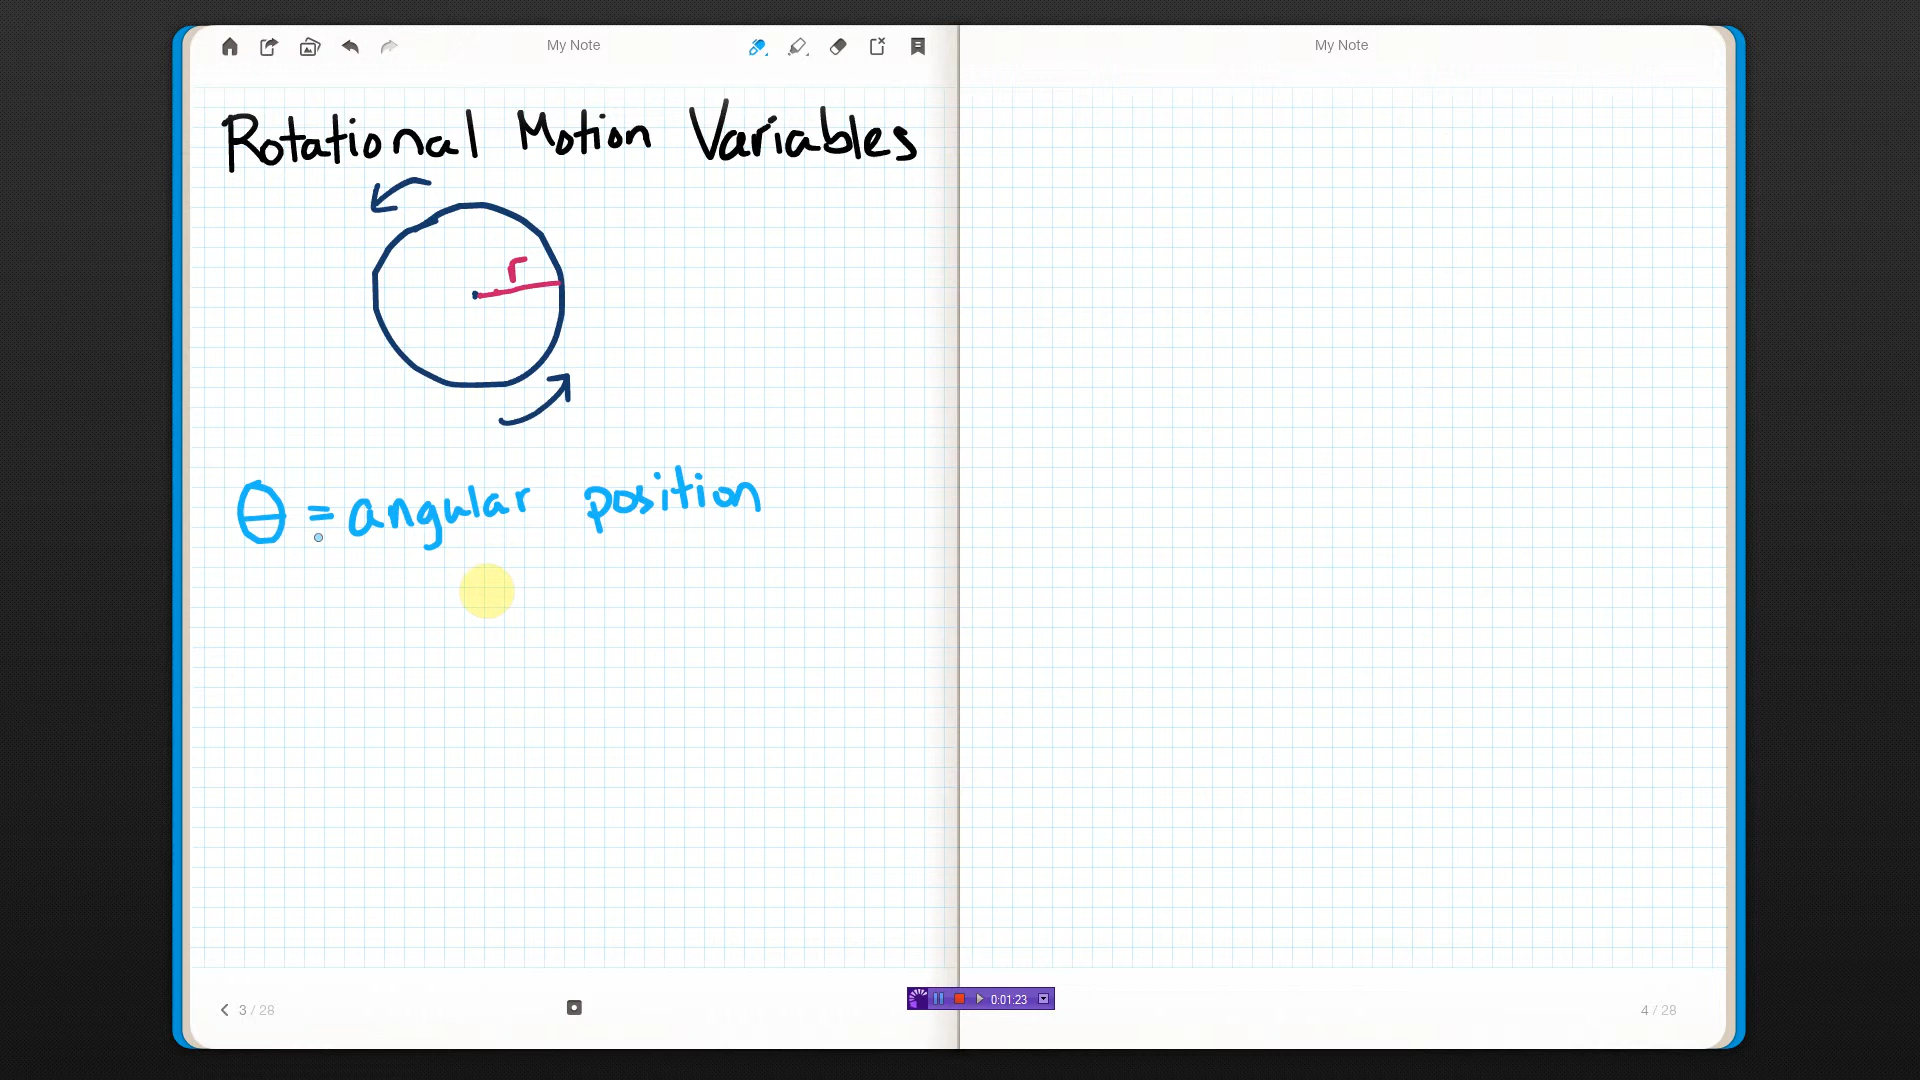 My Note
My Note
Rotational Motion Variables
r
θ = angular position
3 / 28
0:01:23
4 / 28